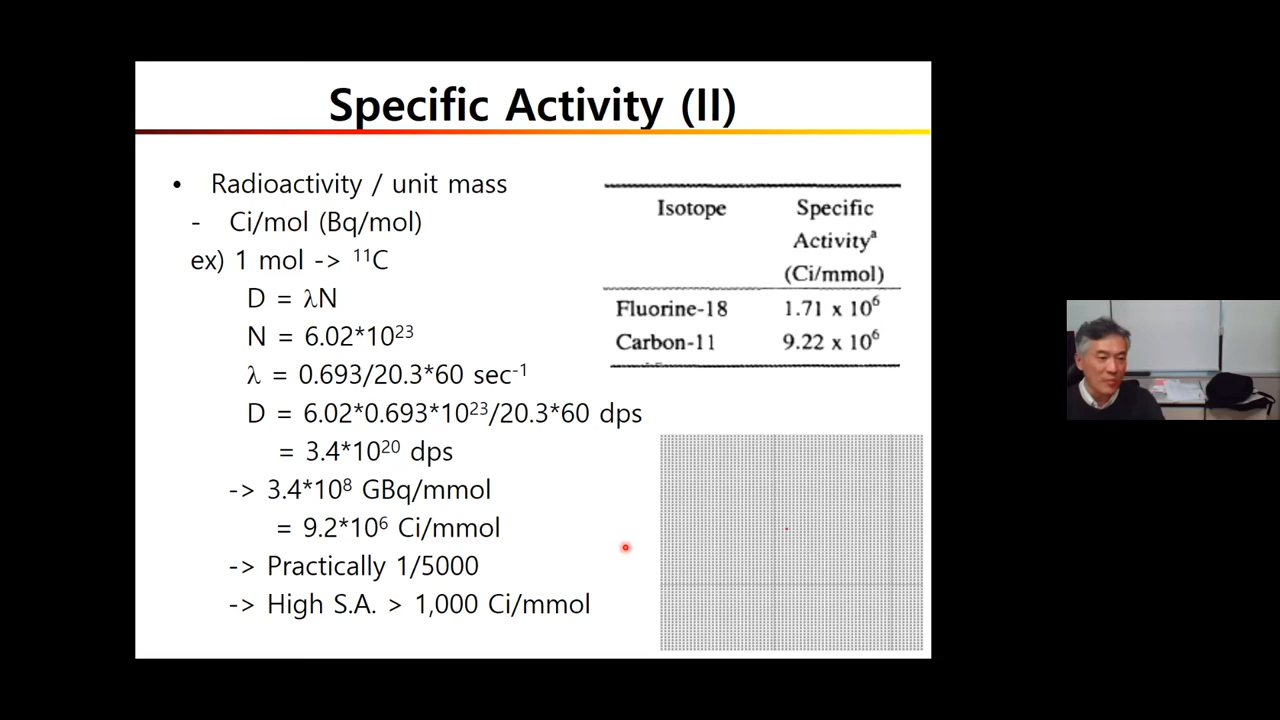 Specific Activity (II)
• Radioactivity / unit mass
- Ci/mol (Bq/mol)
ex) 1 mol -> ¹¹C
D = λN
N = 6.02*10²³
λ = 0.693/20.3*60 sec⁻¹
D = 6.02*0.693*10²³/20.3*60 dps
= 3.4*10²⁰ dps
-> 3.4*10⁸ GBq/mmol
= 9.2*10⁶ Ci/mmol
-> Practically 1/5000
-> High S.A. > 1,000 Ci/mmol
Isotope Specific
Activityᵃ
(Ci/mmol)
Fluorine-18 1.71 x 10⁶
Carbon-11 9.22 x 10⁶